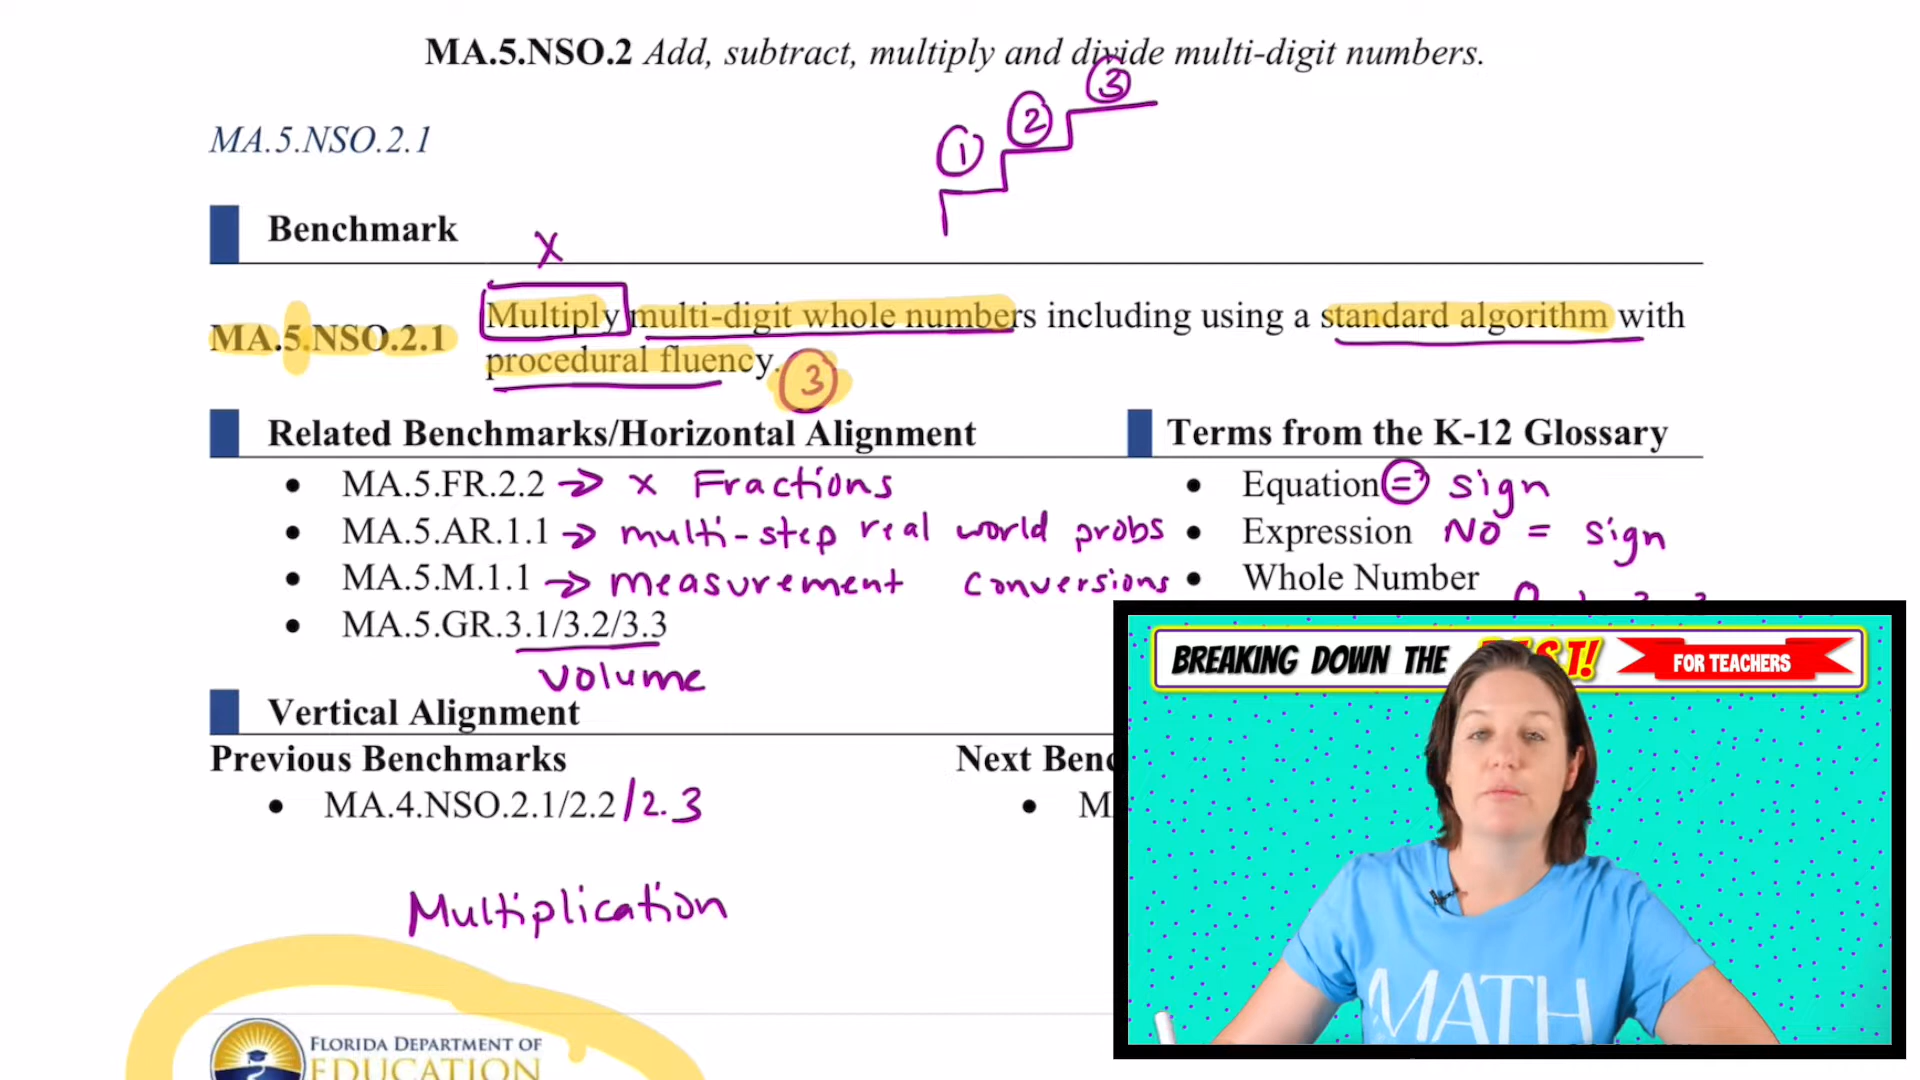 MA.5.NSO.2 Add, subtract, multiply and divide multi-digit numbers.
3
2
1
MA.5.NSO.2.1
Benchmark
x
MA.5.NSO.2.1
Multiply multi-digit whole numbers including using a standard algorithm with
procedural fluency. 3
Related Benchmarks/Horizontal Alignment
MA.5.FR.2.2 → x Fractions
MA.5.AR.1.1 → multi-step real world probs
MA.5.M.1.1 → measurement conversions
MA.5.GR.3.1/3.2/3.3
volume
Terms from the K-12 Glossary
Equation = sign
Expression NO = sign
Whole Number
Vertical Alignment
Previous Benchmarks
MA.4.NSO.2.1/2.2/2.3
Multiplication
Next Benc
M
FLORIDA DEPARTMENT OF
EDUCATION
BREAKING DOWN THE
FOR TEACHERS
MATH